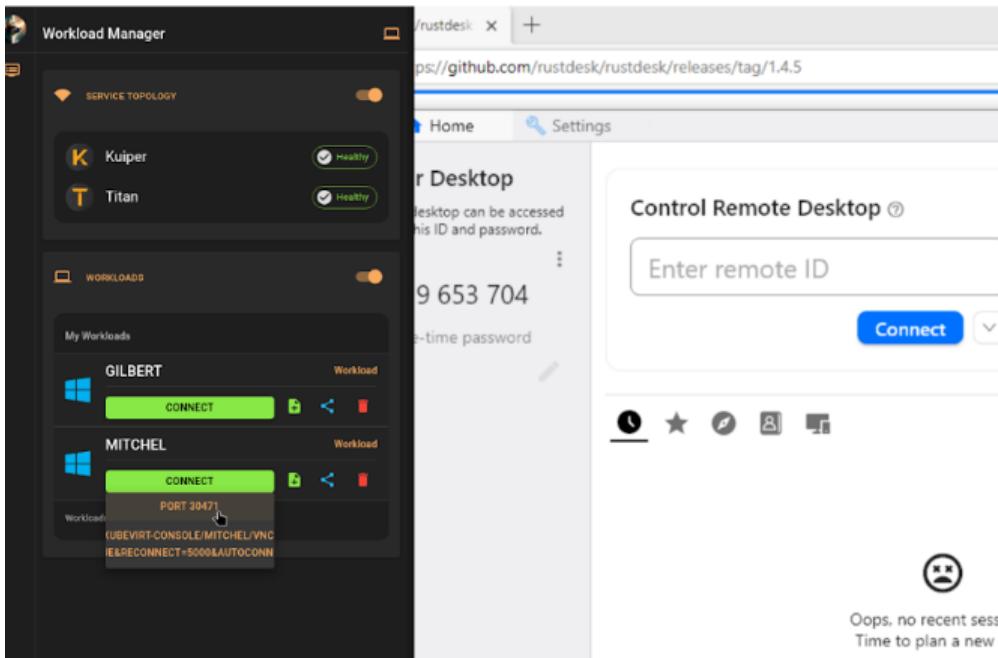 Workload Manager
SERVICE TOPOLOGY
K Kuiper Healthy
T Titan Healthy
WORKLOADS
My Workloads
GILBERT Workload
CONNECT
MITCHEL Workload
CONNECT
PORT 30471
Workload
KUBEVIRT-CONSOLE/MITCHEL/VNC
E&RECONNECT=5000&AUTOCONN
/rustdesk
ps://github.com/rustdesk/rustdesk/releases/tag/1.4.5
Home Settings
r Desktop
desktop can be accessed
his ID and password.
9 653 704
e-time password
Control Remote Desktop
Enter remote ID
Connect
Oops, no recent sess
Time to plan a new